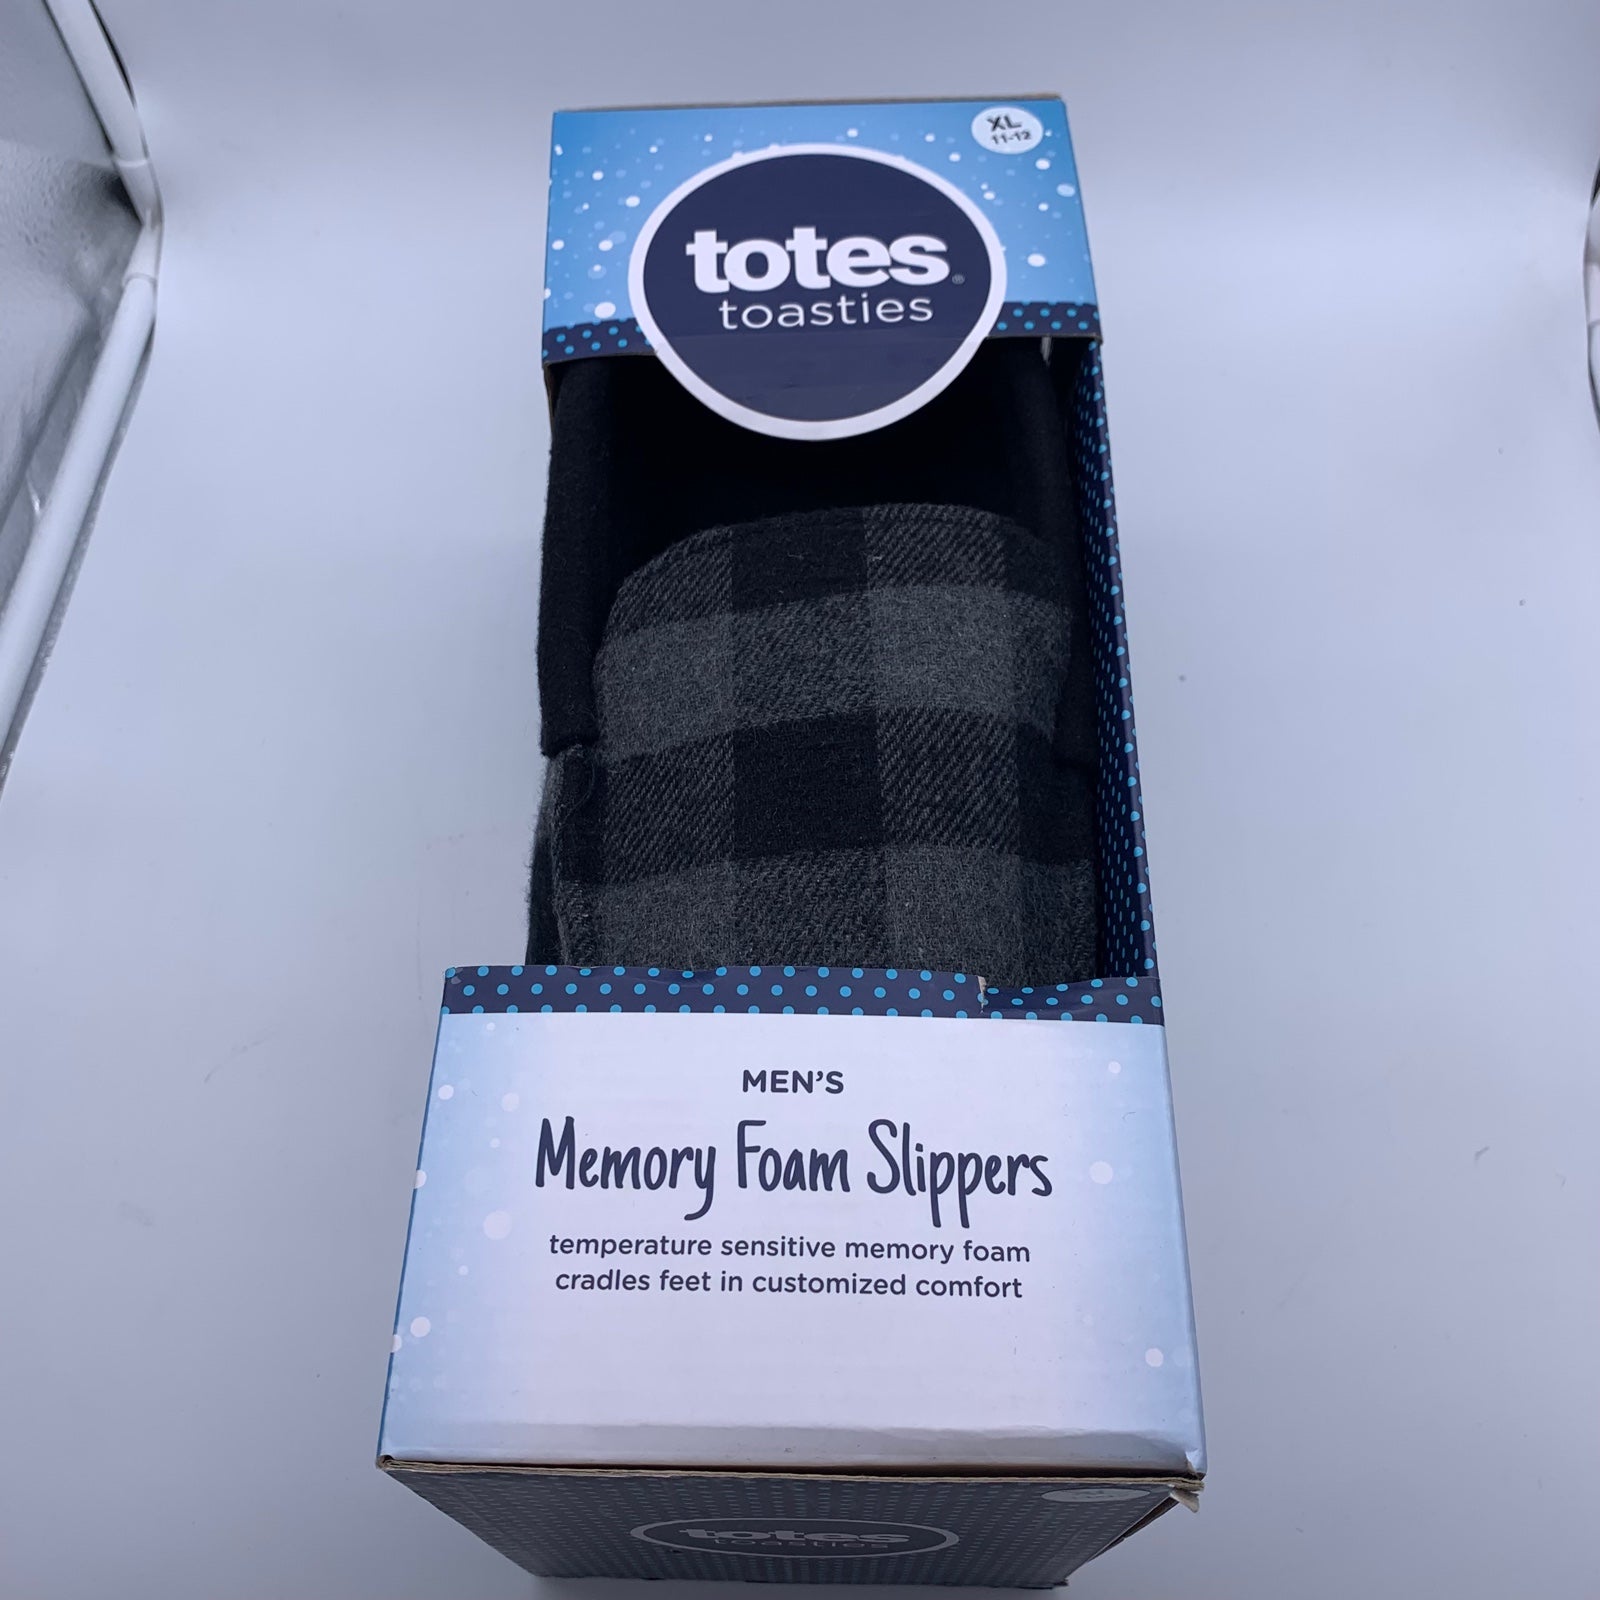 XL
11-12
totes®
toasties
MEN'S
Memory Foam Slippers
temperature sensitive memory foam
cradles feet in customized comfort
totes
toasties